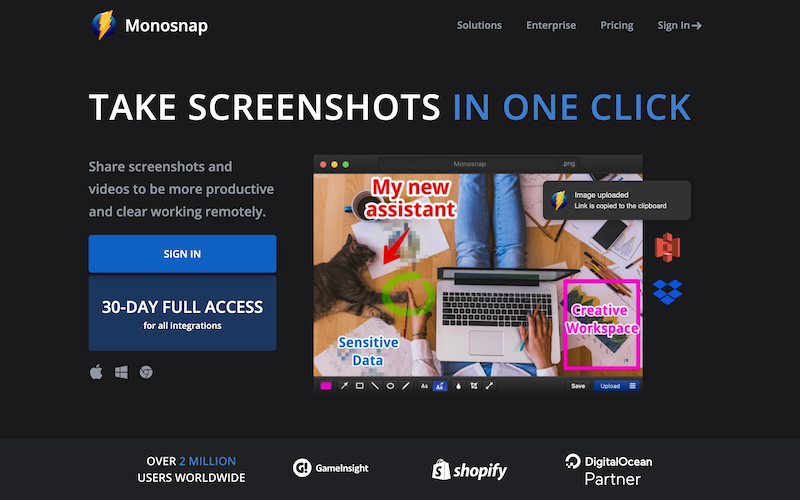 Monosnap
Solutions
Enterprise
Pricing
Sign In
TAKE SCREENSHOTS IN ONE CLICK
Share screenshots and
videos to be more productive
and clear working remotely.
SIGN IN
30-DAY FULL ACCESS
for all integrations
Monosnap
.png
My new
assistant
Image uploaded
Link is copied to the clipboard
Creative
Workspace
Sensitive
Data
Aa
Aa
Save
Upload
OVER 2 MILLION
USERS WORLDWIDE
G!
GameInsight
shopify
DigitalOcean
Partner